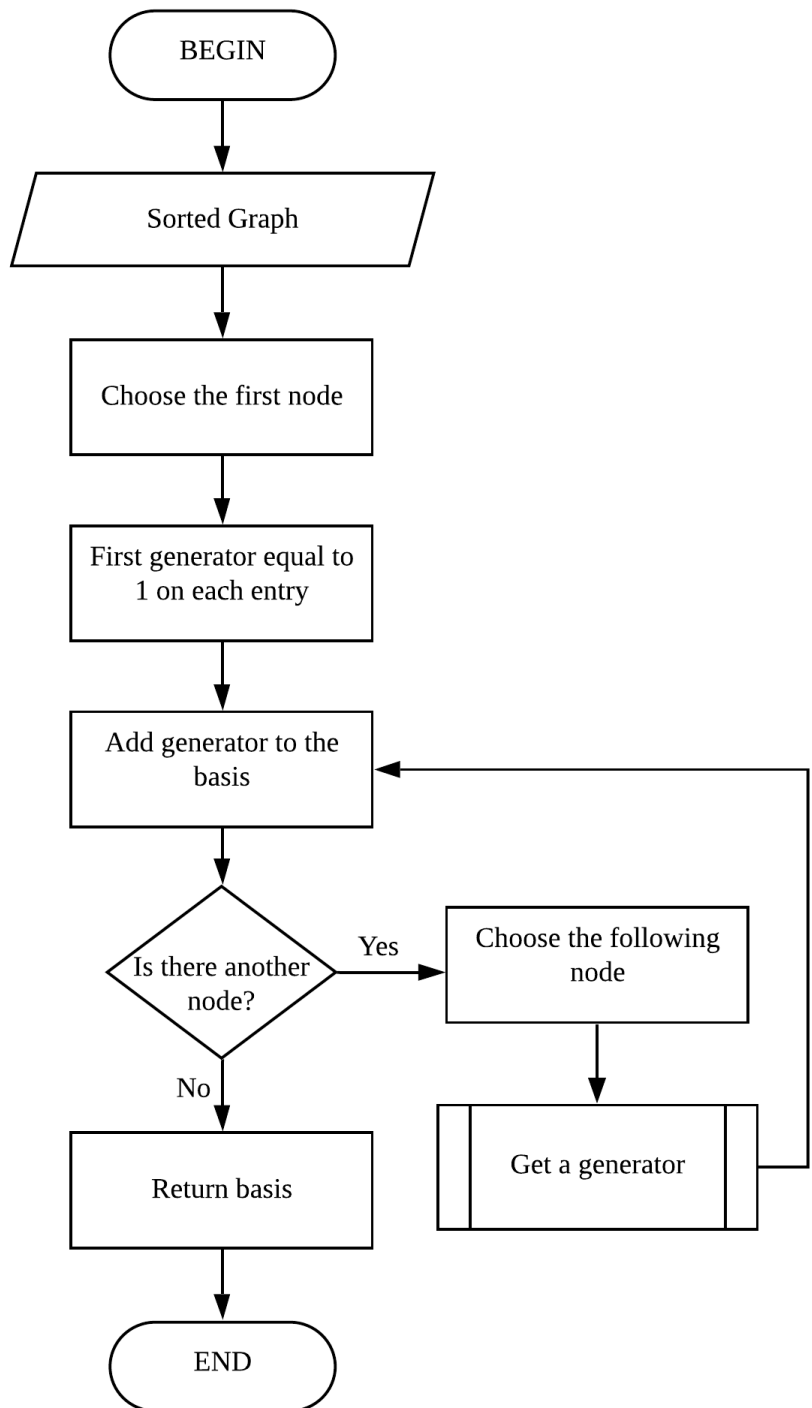 BEGIN
Sorted Graph
Choose the first node
First generator equal to
1 on each entry
Add generator to the
basis
Is there another
node?
Yes
Choose the following
node
No
Get a generator
Return basis
END